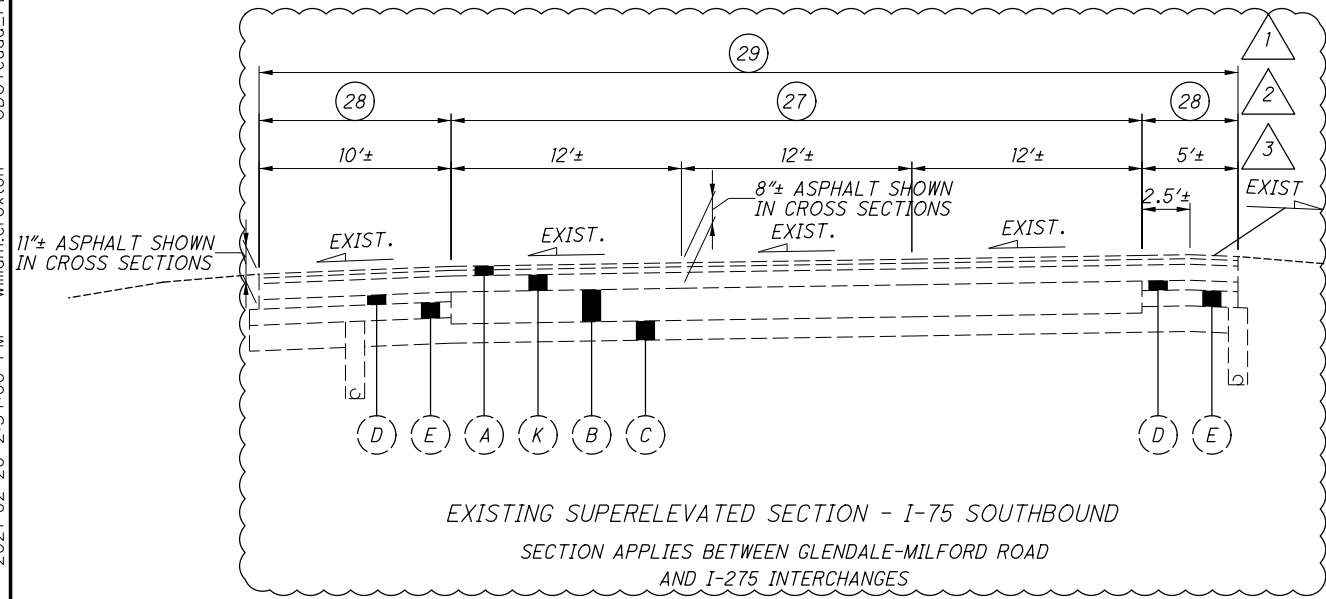 29
1
28
27
28
2
10'±
12'±
12'±
12'±
5'±
3
8"± ASPHALT SHOWN
IN CROSS SECTIONS
2.5'±
EXIST
11"± ASPHALT SHOWN
IN CROSS SECTIONS
EXIST.
EXIST.
EXIST.
EXIST.
D
E
A
K
B
C
D
E
EXISTING SUPERELEVATED SECTION - I-75 SOUTHBOUND
SECTION APPLIES BETWEEN GLENDALE-MILFORD ROAD
AND I-275 INTERCHANGES